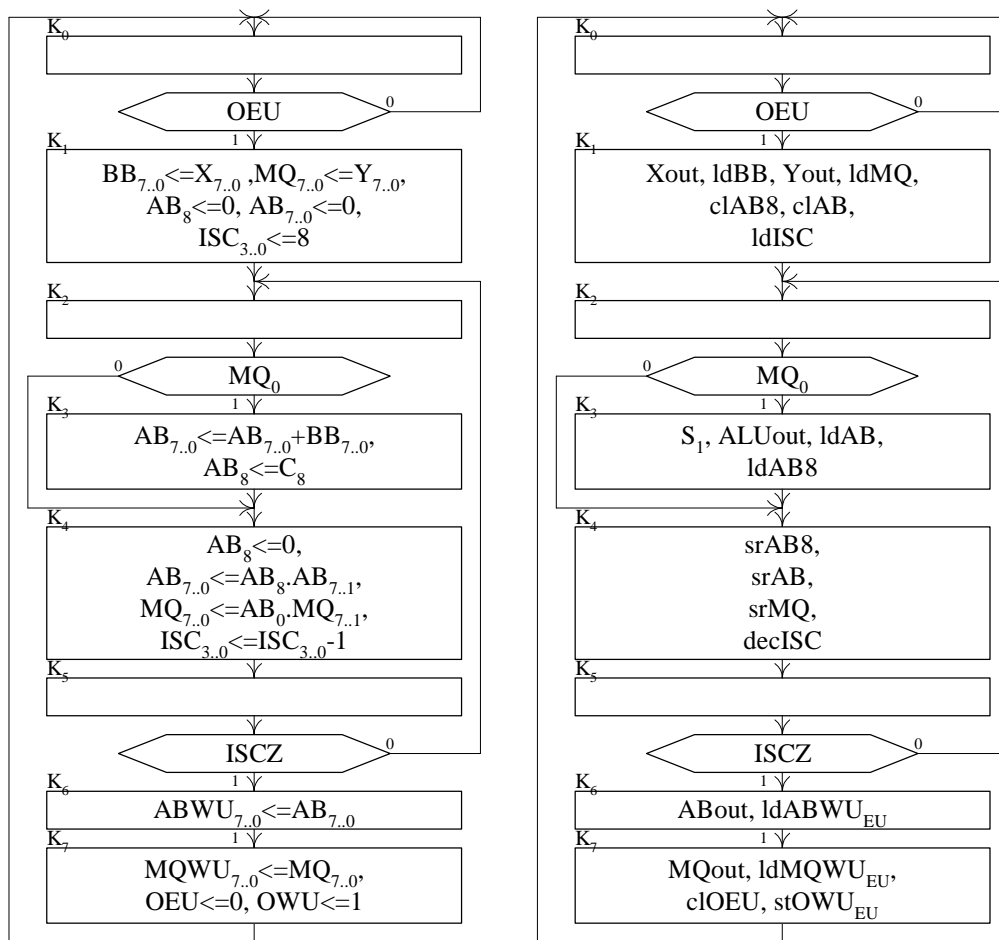 K₀
OEU
0
1
K₁
BB₇..₀<=X₇..₀ ,MQ₇..₀<=Y₇..₀,
AB₈<=0, AB₇..₀<=0,
ISC₃..₀<=8
K₂
0
MQ₀
1
K₃
AB₇..₀<=AB₇..₀+BB₇..₀,
AB₈<=C₈
K₄
AB₈<=0,
AB₇..₀<=AB₈.AB₇..₁,
MQ₇..₀<=AB₀.MQ₇..₁,
ISC₃..₀<=ISC₃..₀-1
K₅
ISCZ
0
1
K₆
ABWU₇..₀<=AB₇..₀
1
K₇
MQWU₇..₀<=MQ₇..₀,
OEU<=0, OWU<=1
K₀
OEU
0
1
K₁
Xout, ldBB, Yout, ldMQ,
clAB8, clAB,
ldISC
K₂
0
MQ₀
1
K₃
S₁, ALUout, ldAB,
ldAB8
K₄
srAB8,
srAB,
srMQ,
decISC
K₅
ISCZ
0
1
K₆
ABout, ldABWU_EU
1
K₇
MQout, ldMQWU_EU,
clOEU, stOWU_EU